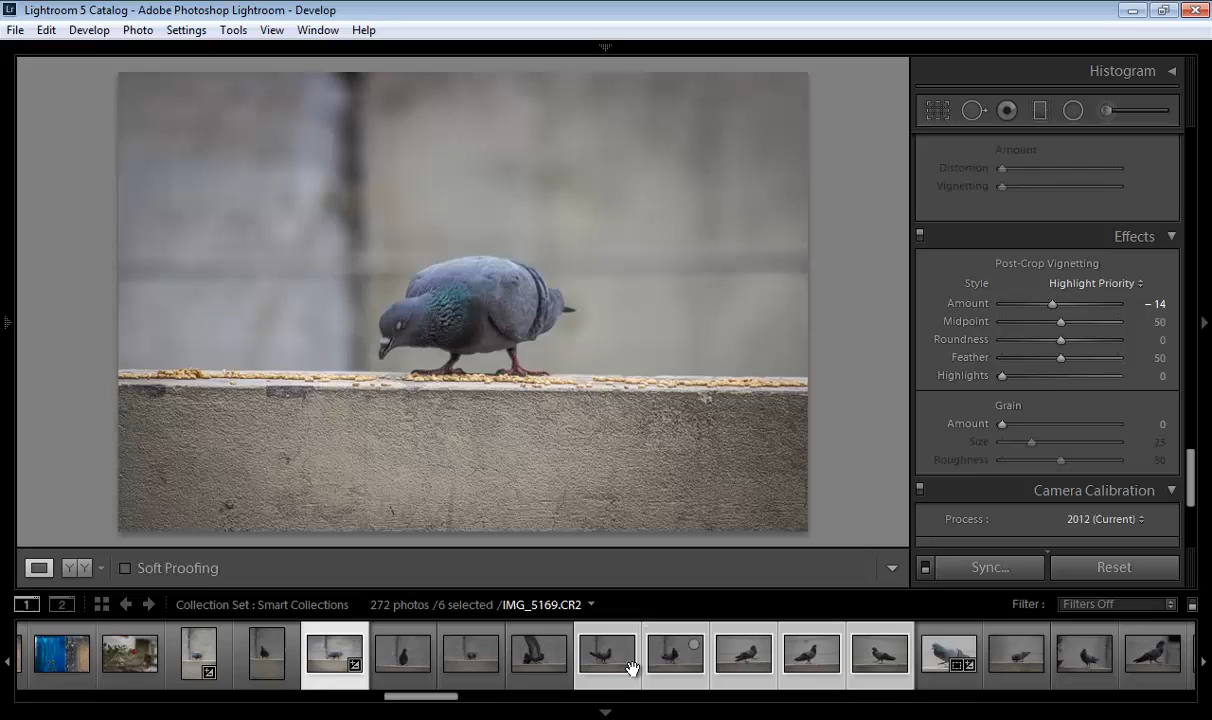 Lightroom 5 Catalog - Adobe Photoshop Lightroom - Develop
File Edit Develop Photo Settings Tools View Window Help
Histogram
Amount
Distortion
Vignetting
Effects
Post-Crop Vignetting
Style Highlight Priority
Amount – 14
Midpoint 50
Roundness 0
Feather 50
Highlights 0
Grain
Amount 0
Size 25
Roughness 50
Camera Calibration
Process : 2012 (Current)
Soft Proofing
Sync... Reset
1 2 Collection Set : Smart Collections 272 photos /6 selected /IMG_5169.CR2 Filter : Filters Off